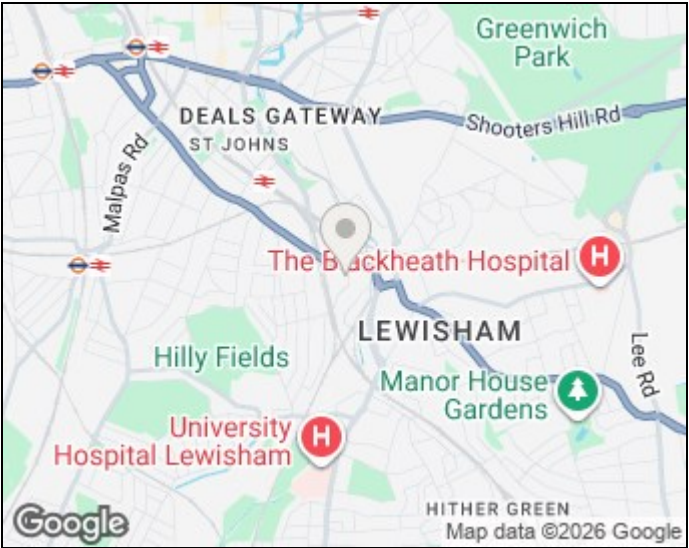 Greenwich
Park
DEALS GATEWAY
Shooters Hill Rd
ST JOHNS
Malpas Rd
The Blackheath Hospital
H
LEWISHAM
Lee Rd
Hilly Fields
Manor House
Gardens
University
Hospital Lewisham
H
HITHER GREEN
Google
Map data ©2026 Google